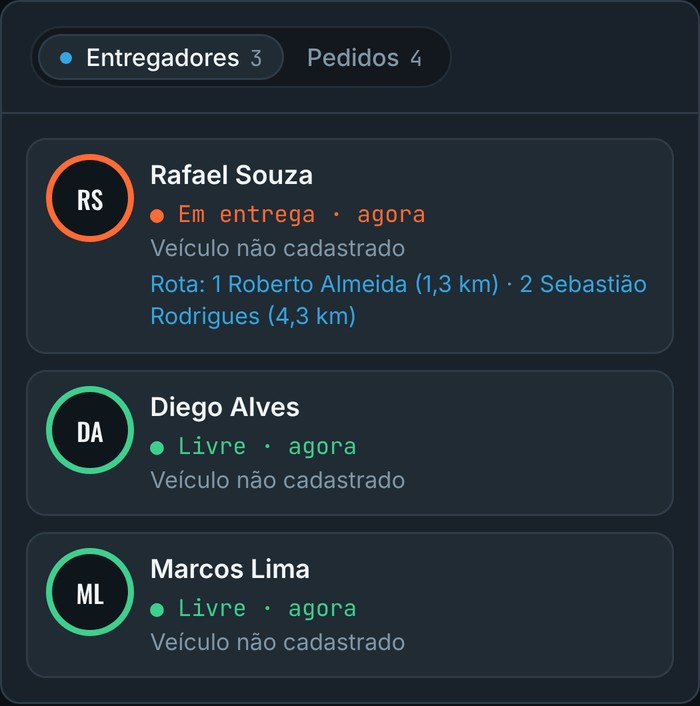 Entregadores 3 Pedidos 4
RS
Rafael Souza
Em entrega · agora
Veículo não cadastrado
Rota: 1 Roberto Almeida (1,3 km) · 2 Sebastião
Rodrigues (4,3 km)
DA
Diego Alves
Livre · agora
Veículo não cadastrado
ML
Marcos Lima
Livre · agora
Veículo não cadastrado